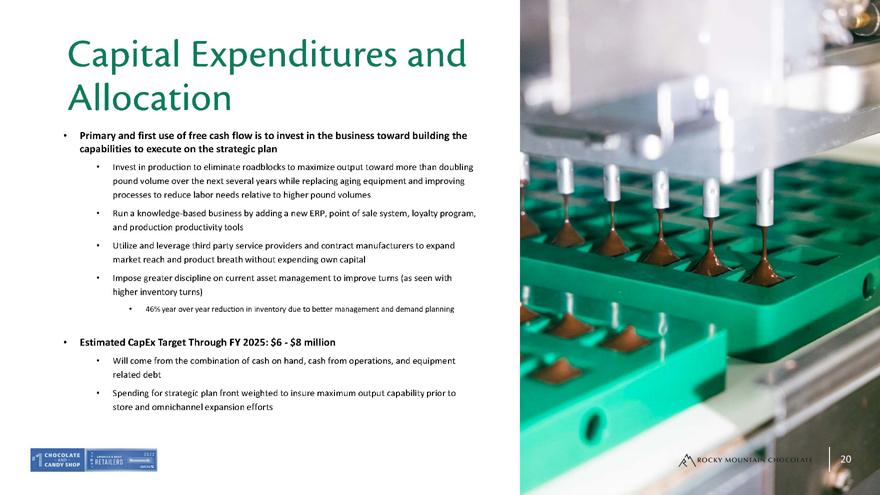 Capital Expenditures and
Allocation
• Primary and first use of free cash flow is to invest in the business toward building the
capabilities to execute on the strategic plan
• Invest in production to eliminate roadblocks to maximize output toward more than doubling
pound volume over the next several years while replacing aging equipment and improving
processes to reduce labor needs relative to higher pound volumes
• Run a knowledge-based business by adding a new ERP, point of sale system, loyalty program,
and production productivity tools
• Utilize and leverage third party service providers and contract manufacturers to expand
market reach and product breath without expending own capital
• Impose greater discipline on current asset management to improve turns (as seen with
higher inventory turns)
• 46% year over year reduction in inventory due to better management and demand planning
• Estimated CapEx Target Through FY 2025: $6 - $8 million
• Will come from the combination of cash on hand, cash from operations, and equipment
related debt
• Spending for strategic plan front weighted to insure maximum output capability prior to
store and omnichannel expansion efforts
#1 CHOCOLATE
AND
CANDY SHOP
AMERICA'S BEST
RETAILERS
2023
ROCKY MOUNTAIN CHOCOLATE
20